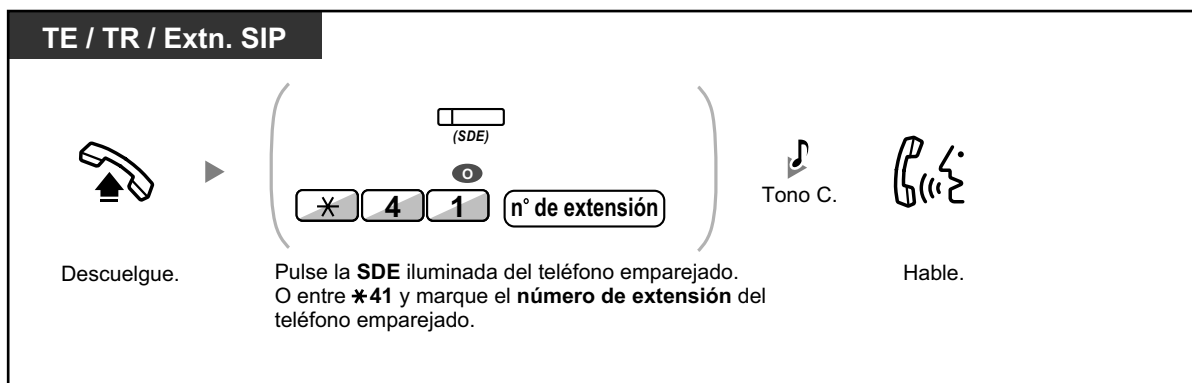 TE / TR / Extn. SIP
(SDE)
O
* 4 1 n° de extensión
Tono C.
Descuelgue.
Pulse la SDE iluminada del teléfono emparejado.
O entre *41 y marque el número de extensión del
teléfono emparejado.
Hable.